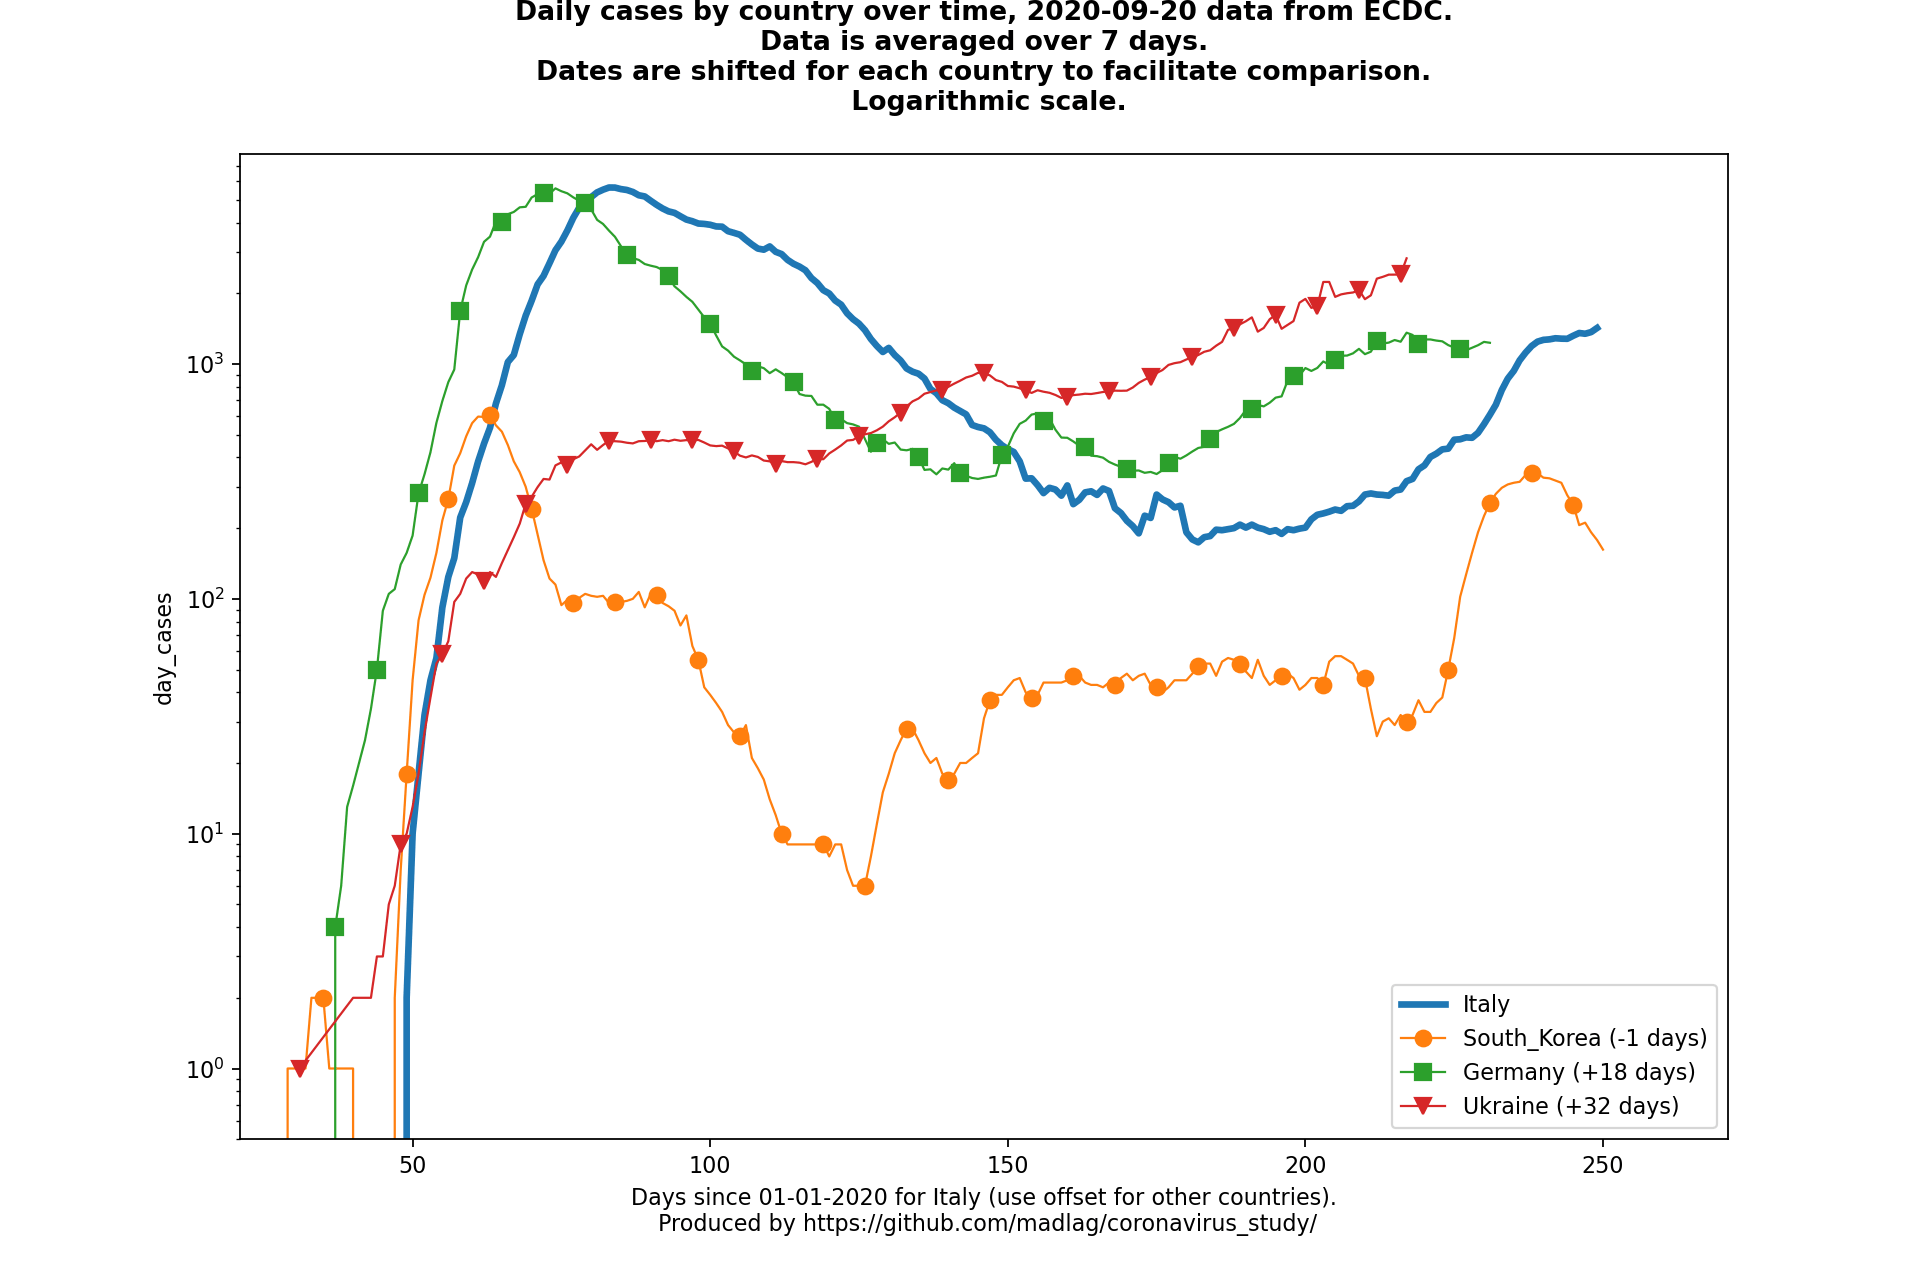 Daily cases by country over time, 2020-09-20 data from ECDC.
Data is averaged over 7 days.
Dates are shifted for each country to facilitate comparison.
Logarithmic scale.
day_cases
10³
10²
10¹
10⁰
Italy
South_Korea (-1 days)
Germany (+18 days)
Ukraine (+32 days)
50 100 150 200 250
Days since 01-01-2020 for Italy (use offset for other countries).
Produced by https://github.com/madlag/coronavirus_study/